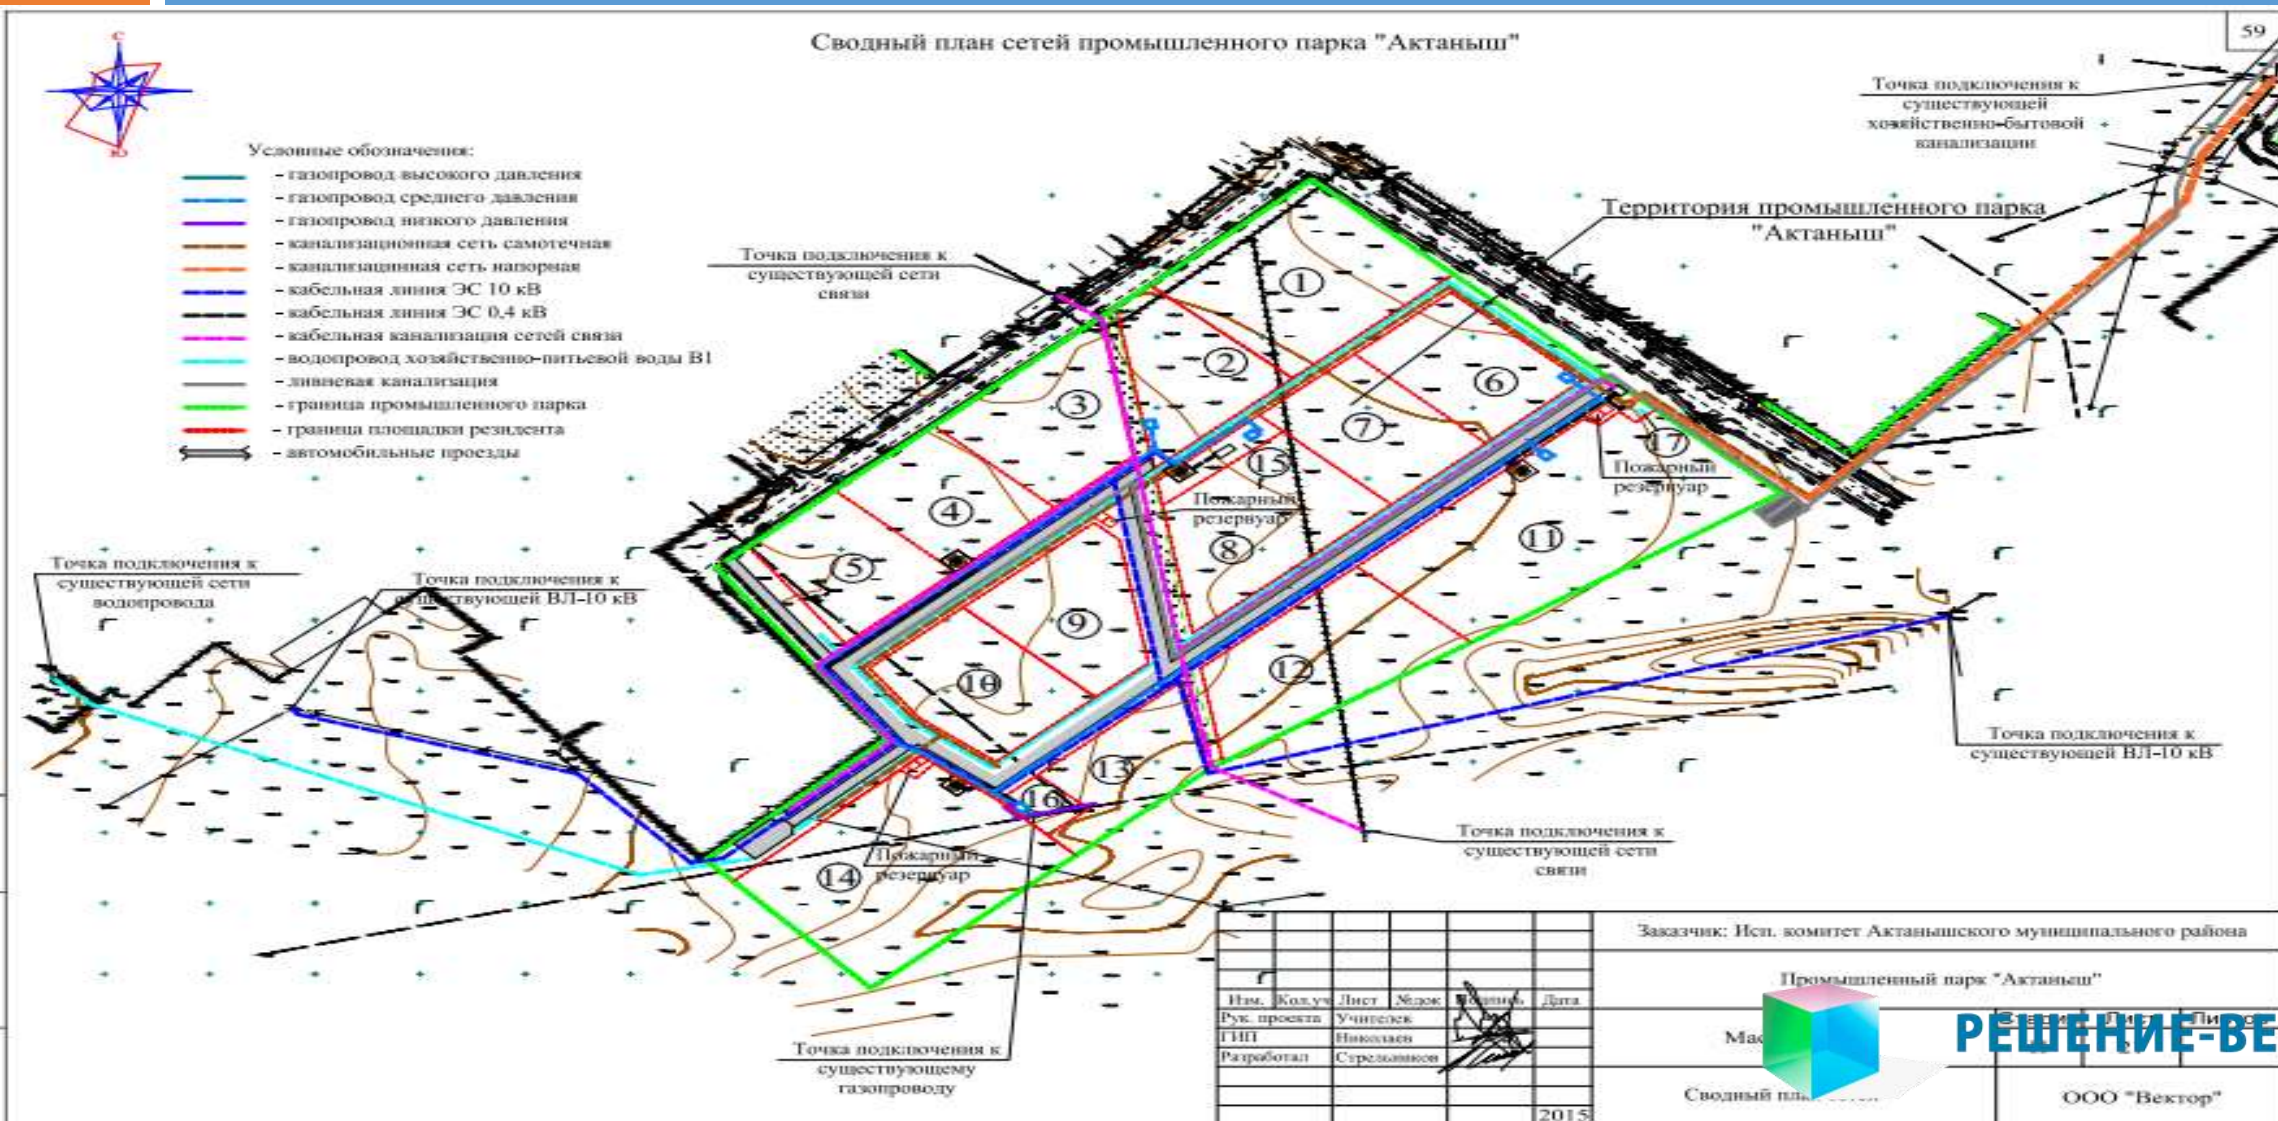 Сводный план сетей промышленного парка "Актаныш"
59
С
Ю
Условные обозначения:
- газопровод высокого давления
- газопровод среднего давления
- газопровод низкого давления
- канализационная сеть самотечная
- канализацинная сеть напорная
- кабельная линия ЭС 10 кВ
- кабельная линия ЭС 0,4 кВ
- кабельная канализация сетей связи
- водопровод хозяйственно-питьевой воды В1
- ливневая канализация
- граница промышленного парка
- граница площадки резидента
- автомобильные проезды
Точка подключения к
существующей
хозяйственно-бытовой
канализации
Территория промышленного парка
"Актаныш"
Точка подключения к
существующей сети
связи
1
2
3
4
5
6
7
8
9
10
11
12
13
14
15
16
17
Пожарный
резервуар
Пожарный
резервуар
Пожарный
резервуар
Точка подключения к
существующей сети
водопровода
Точка подключения к
существующей ВЛ-10 кВ
Точка подключения к
существующей ВЛ-10 кВ
Точка подключения к
существующей сети
связи
Точка подключения к
существующему
газопроводу
Заказчик: Исп. комитет Актанышского муниципального района
Промышленный парк "Актаныш"
Изм. Кол.уч Лист №док Подпись Дата
Рук. проекта Учителев
ГИП Николаев
Разработал Стрельников
2015
Сводный
ООО "Вектор"
РЕШЕНИЕ-ВЕ